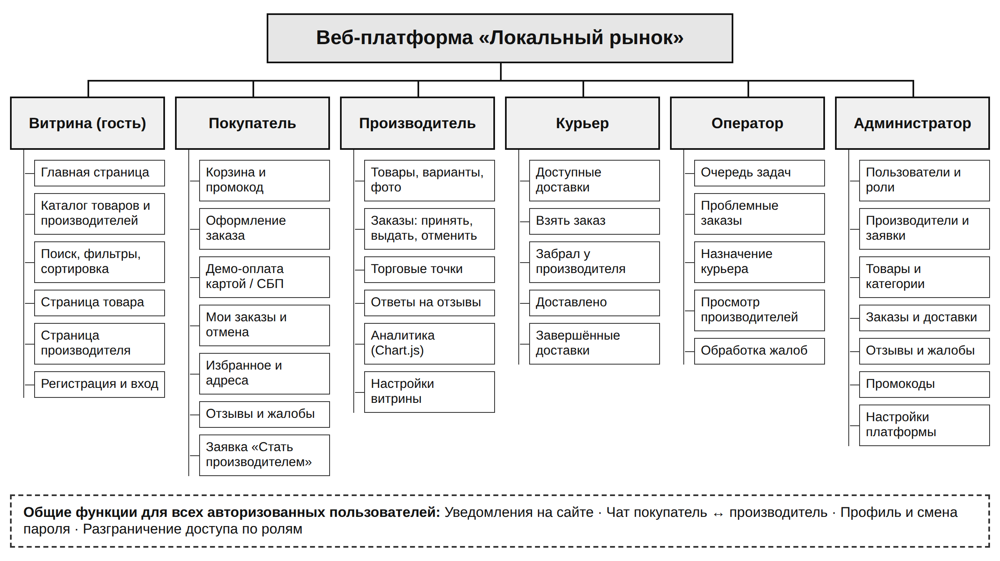 Веб-платформа «Локальный рынок»
Витрина (гость)
Главная страница
Каталог товаров и
производителей
Поиск, фильтры,
сортировка
Страница товара
Страница
производителя
Регистрация и вход
Покупатель
Корзина и
промокод
Оформление
заказа
Демо-оплата
картой / СБП
Мои заказы и
отмена
Избранное и
адреса
Отзывы и жалобы
Заявка «Стать
производителем»
Производитель
Товары, варианты,
фото
Заказы: принять,
выдать, отменить
Торговые точки
Ответы на отзывы
Аналитика
(Chart.js)
Настройки
витрины
Курьер
Доступные
доставки
Взять заказ
Забрал у
производителя
Доставлено
Завершённые
доставки
Оператор
Очередь задач
Проблемные
заказы
Назначение
курьера
Просмотр
производителей
Обработка жалоб
Администратор
Пользователи и
роли
Производители и
заявки
Товары и
категории
Заказы и доставки
Отзывы и жалобы
Промокоды
Настройки
платформы
Общие функции для всех авторизованных пользователей: Уведомления на сайте · Чат покупатель ↔ производитель · Профиль и смена
пароля · Разграничение доступа по ролям